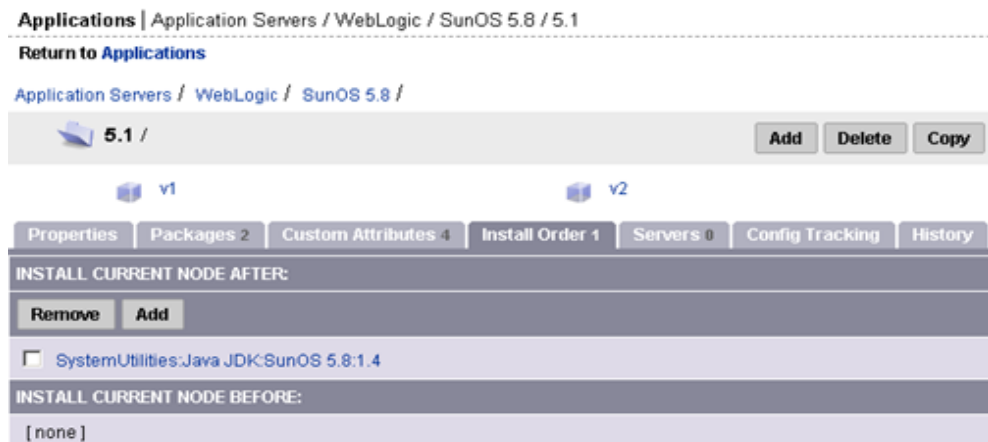 Applications | Application Servers / WebLogic / SunOS 5.8 / 5.1
Return to Applications
Application Servers / WebLogic / SunOS 5.8 /
5.1 / Add Delete Copy
v1 v2
Properties Packages 2 Custom Attributes 4 Install Order 1 Servers 0 Config Tracking History
INSTALL CURRENT NODE AFTER:
Remove Add
SystemUtilities:Java JDK:SunOS 5.8:1.4
INSTALL CURRENT NODE BEFORE:
[ none ]